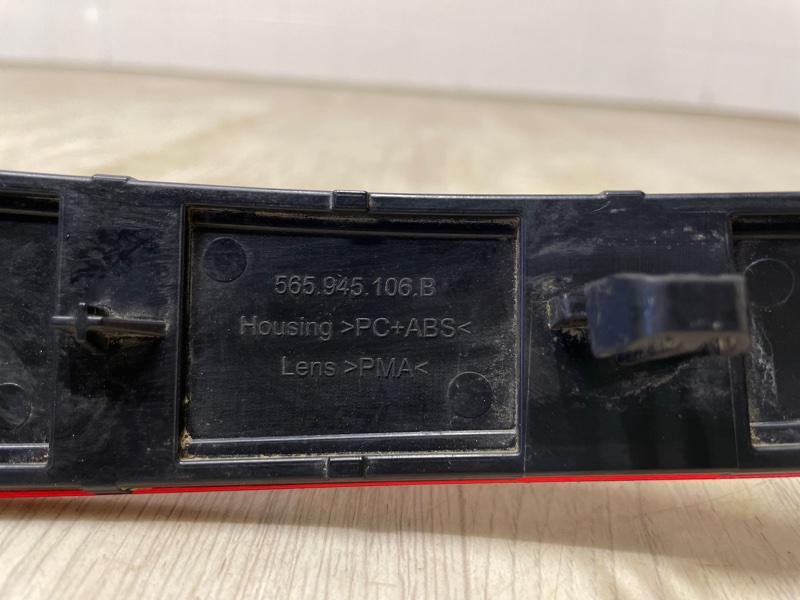 565.945.106.B
Housing >PC+ABS<
Lens >PMA<